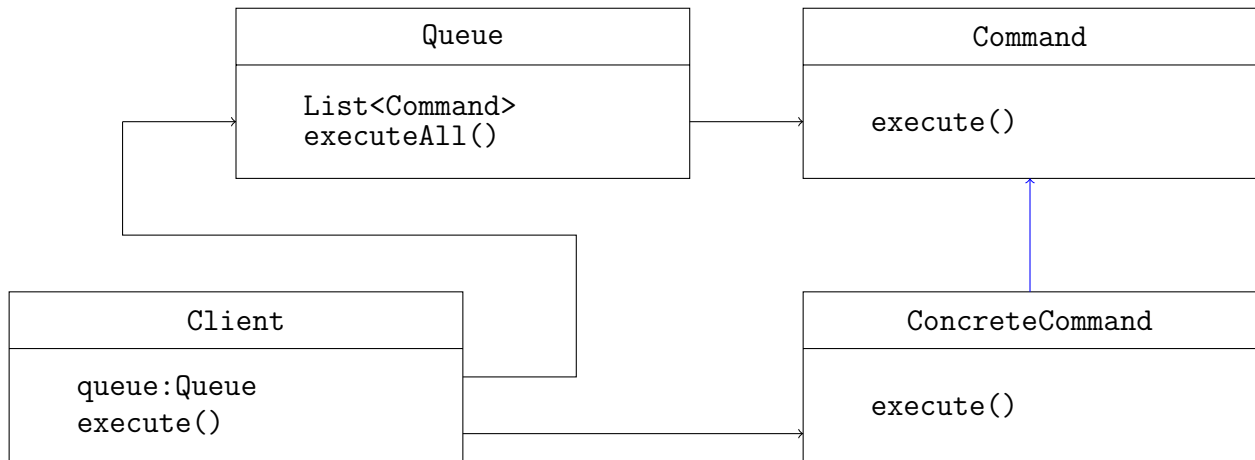 Queue
List<Command>
executeAll()
Command
execute()
Client
queue:Queue
execute()
ConcreteCommand
execute()